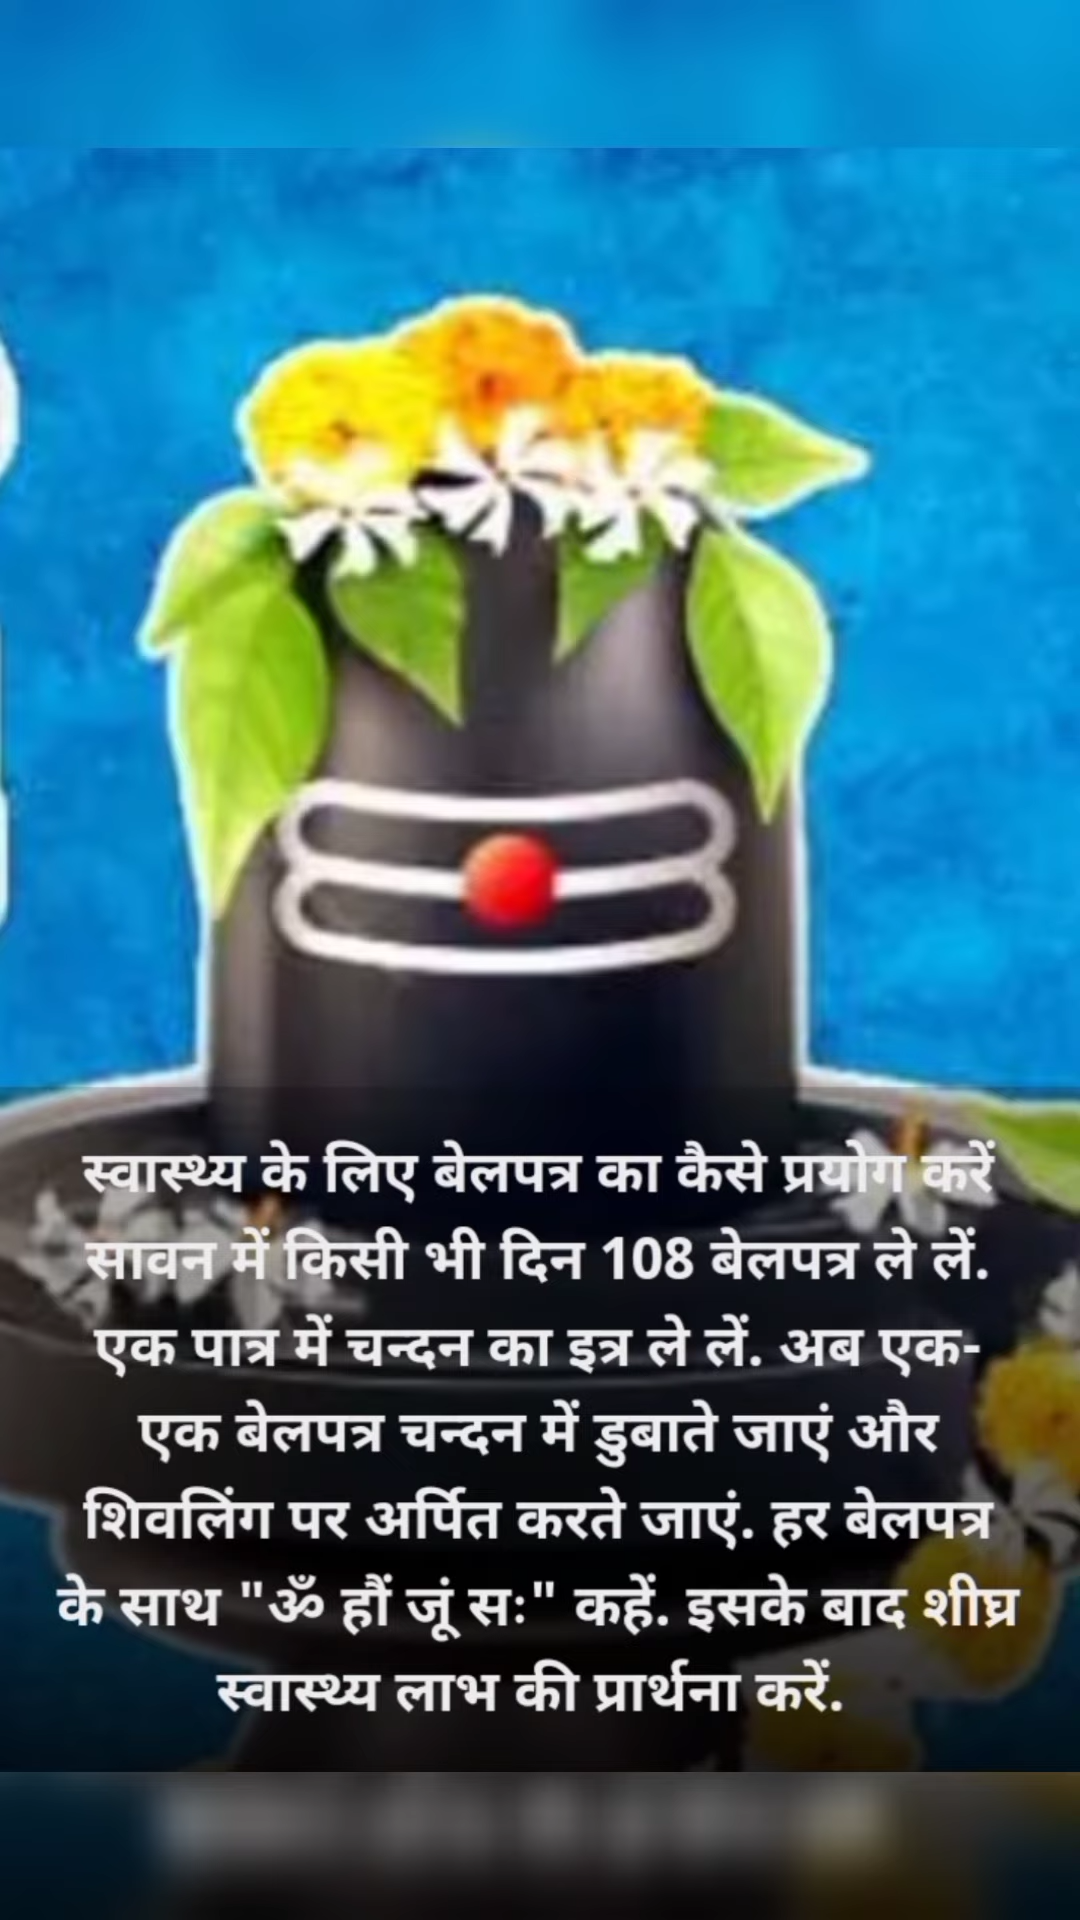 स्वास्थ्य के लिए बेलपत्र का कैसे प्रयोग करें
सावन में किसी भी दिन 108 बेलपत्र ले लें.
एक पात्र में चन्दन का इत्र ले लें. अब एक-
एक बेलपत्र चन्दन में डुबाते जाएं और
शिवलिंग पर अर्पित करते जाएं. हर बेलपत्र
के साथ "ॐ हौं जूं सः" कहें. इसके बाद शीघ्र
स्वास्थ्य लाभ की प्रार्थना करें.